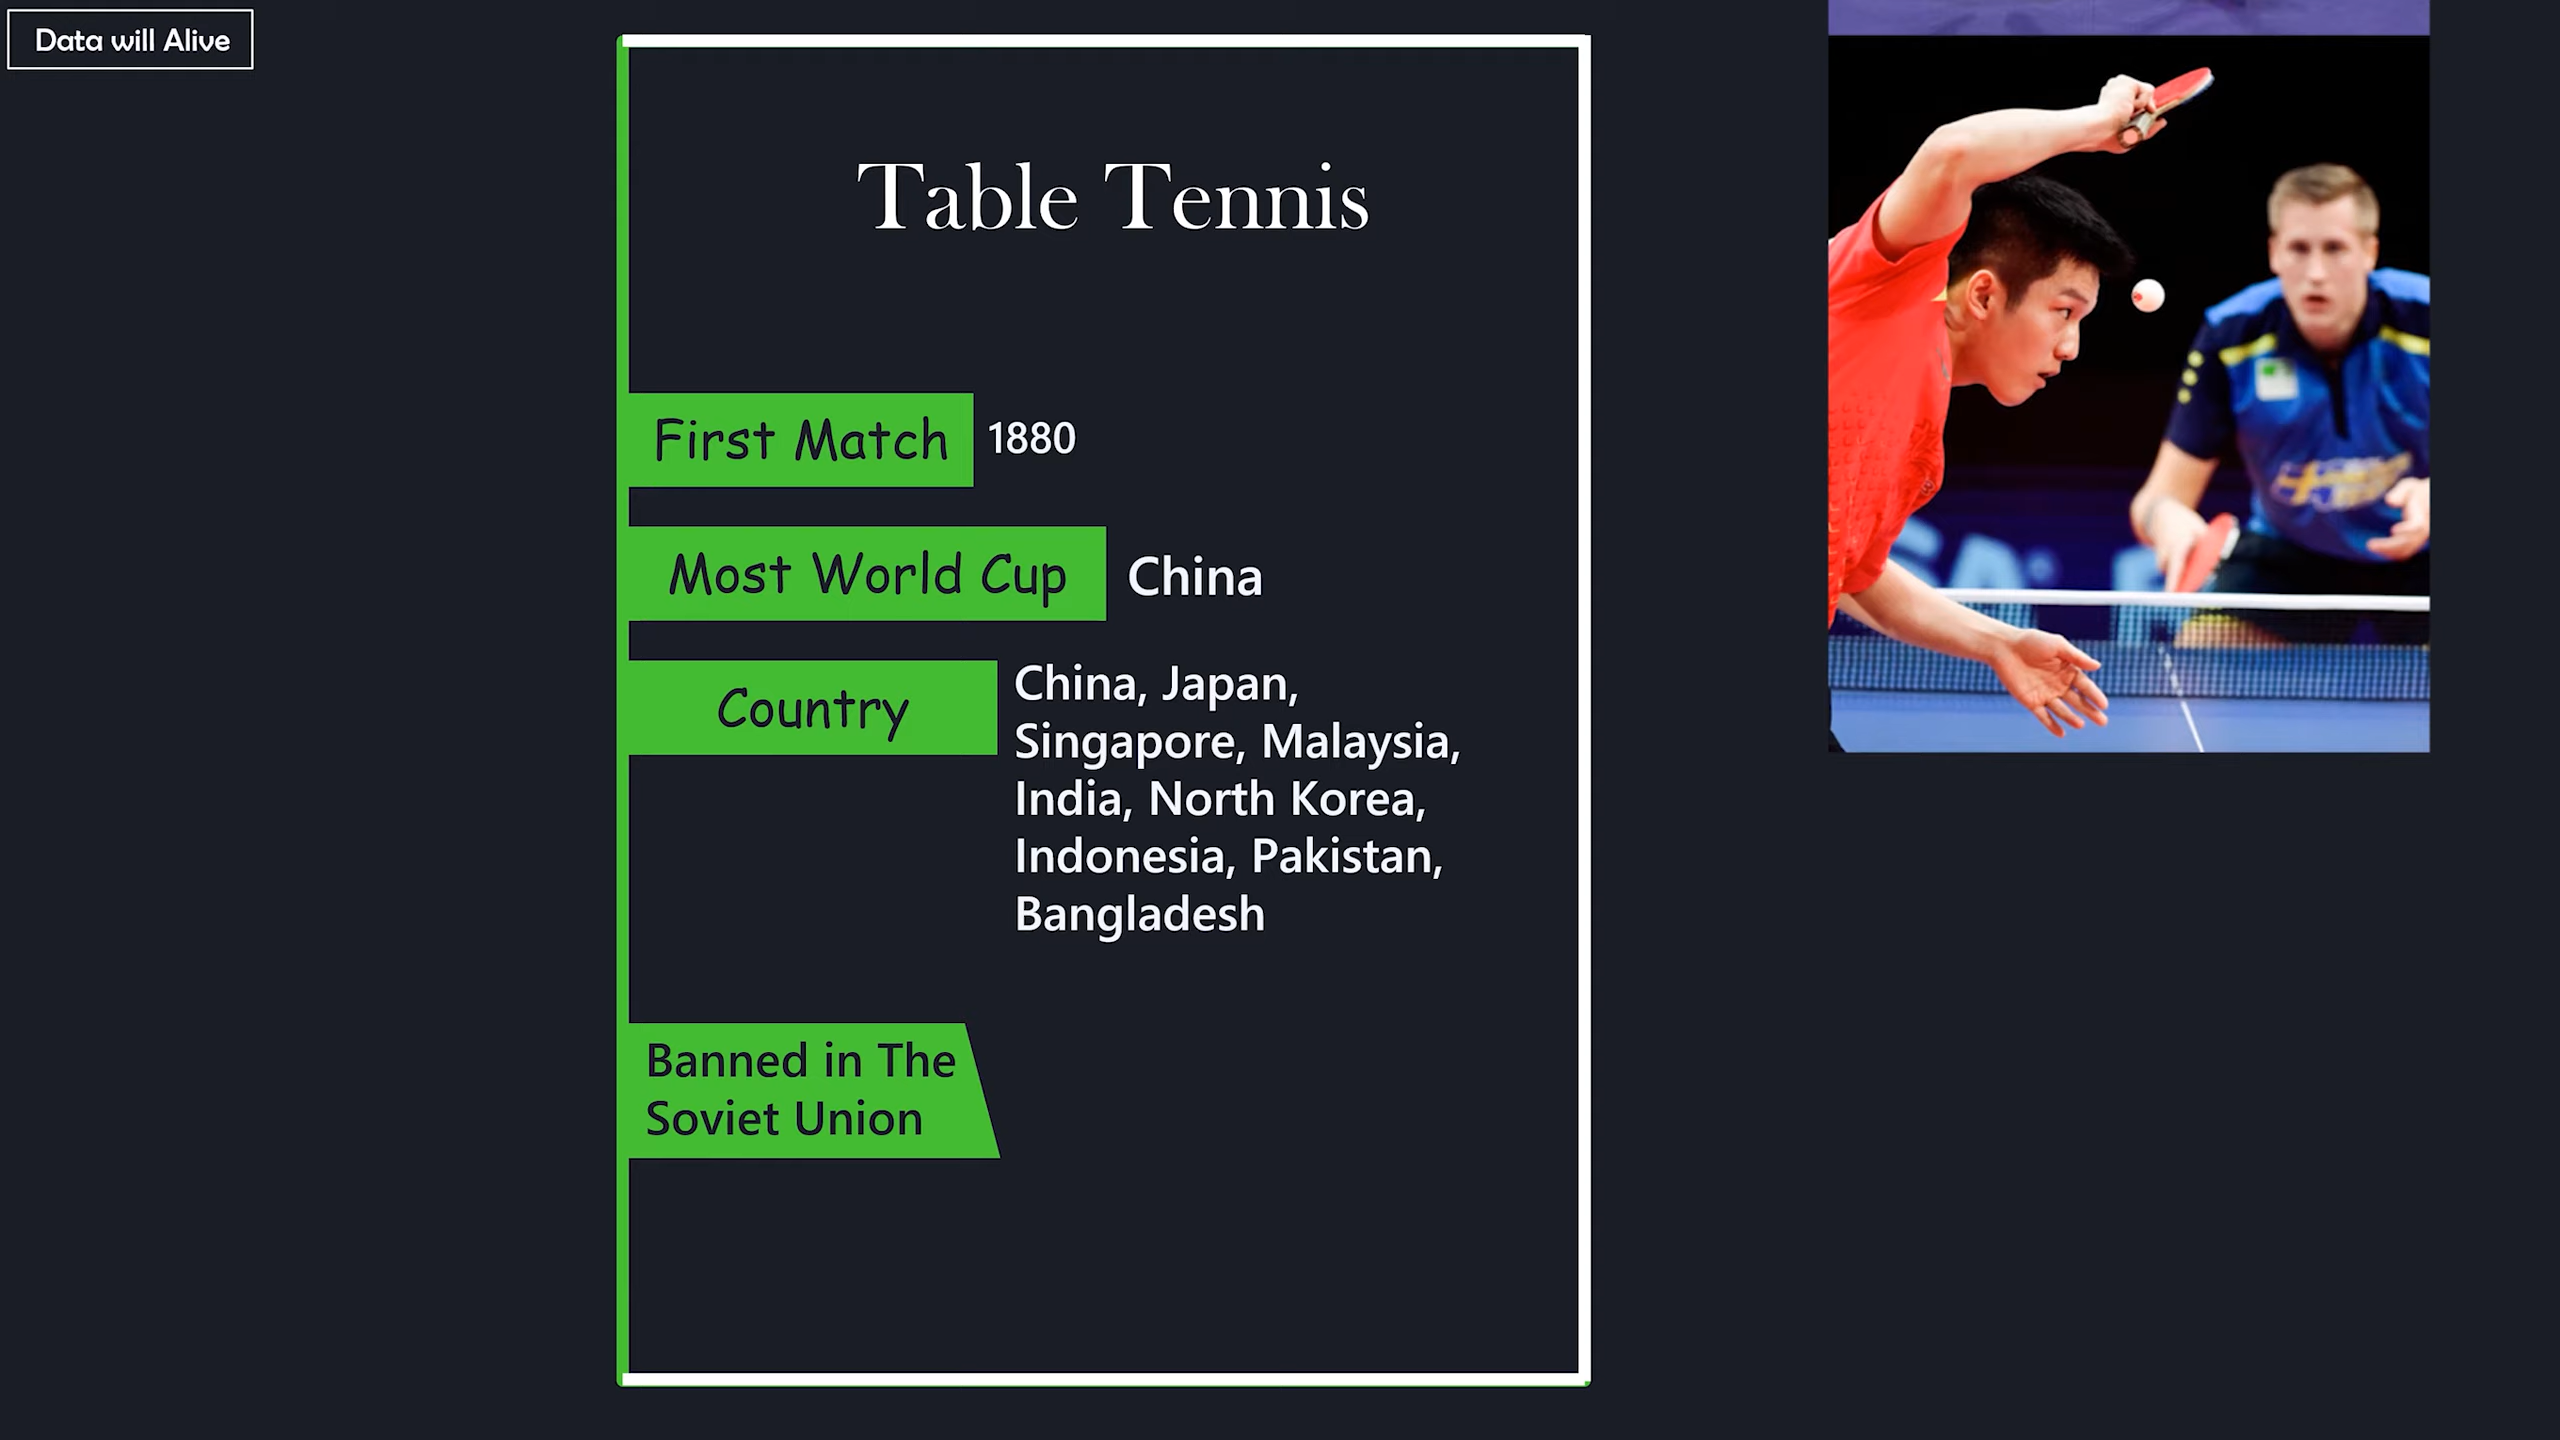 Data will Alive
Table Tennis
First Match 1880
Most World Cup China
Country China, Japan,
Singapore, Malaysia,
India, North Korea,
Indonesia, Pakistan,
Bangladesh
Banned in The
Soviet Union